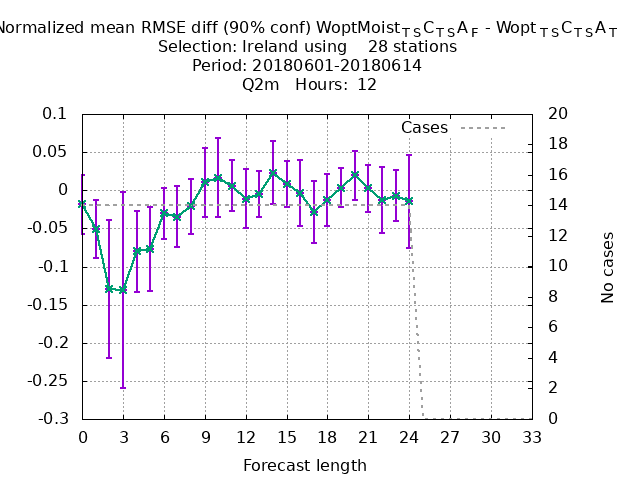 Normalized mean RMSE diff (90% conf) WoptMoist_TSC_TSA_F - Wopt_TSC_TSA_T
Selection: Ireland using 28 stations
Period: 20180601-20180614
Q2m Hours: 12
Cases
0.1
0.05
0
-0.05
-0.1
-0.15
-0.2
-0.25
-0.3
20
18
16
14
12
10
8
6
4
2
0
No cases
0 3 6 9 12 15 18 21 24 27 30 33
Forecast length